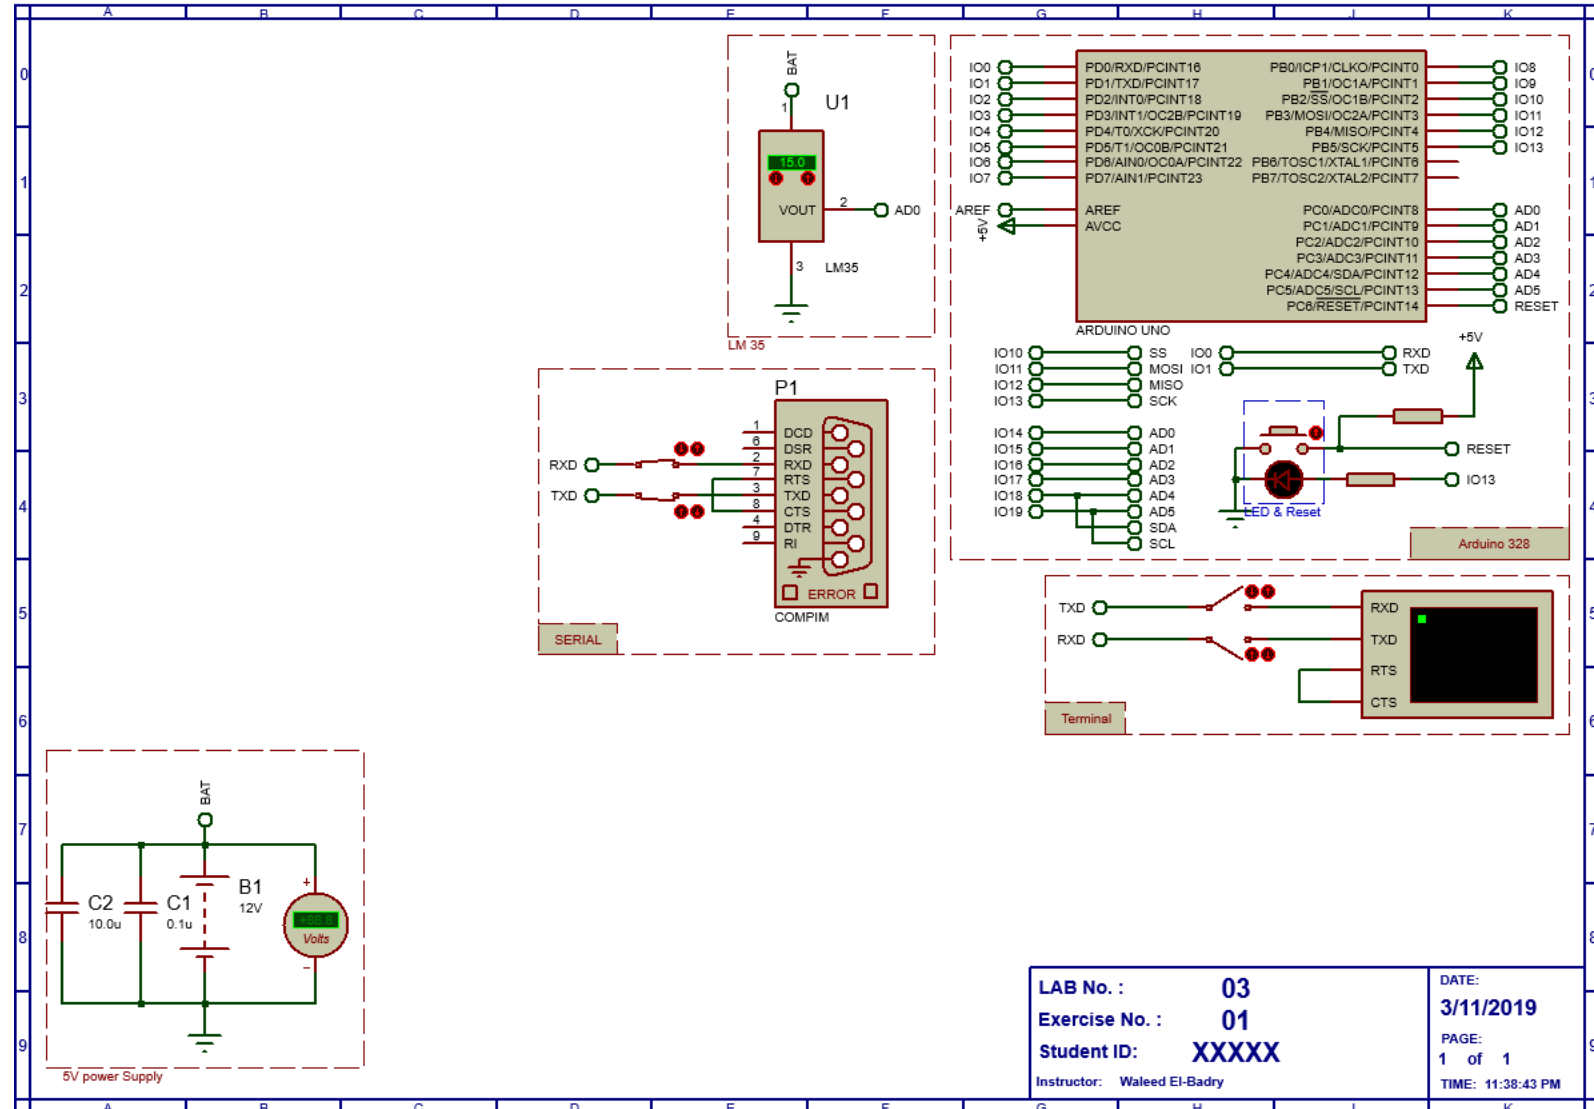 A B C D E F G H J K
0
1
2
3
4
5
6
7
8
9
BAT
1
U1
15.0
VOUT
2
AD0
3
LM35
LM 35
IO0
IO1
IO2
IO3
IO4
IO5
IO6
IO7
AREF
+5V
PD0/RXD/PCINT16
PD1/TXD/PCINT17
PD2/INT0/PCINT18
PD3/INT1/OC2B/PCINT19
PD4/T0/XCK/PCINT20
PD5/T1/OC0B/PCINT21
PD6/AIN0/OC0A/PCINT22
PD7/AIN1/PCINT23
AREF
AVCC
PB0/ICP1/CLKO/PCINT0
PB1/OC1A/PCINT1
PB2/SS/OC1B/PCINT2
PB3/MOSI/OC2A/PCINT3
PB4/MISO/PCINT4
PB5/SCK/PCINT5
PB6/TOSC1/XTAL1/PCINT6
PB7/TOSC2/XTAL2/PCINT7
PC0/ADC0/PCINT8
PC1/ADC1/PCINT9
PC2/ADC2/PCINT10
PC3/ADC3/PCINT11
PC4/ADC4/SDA/PCINT12
PC5/ADC5/SCL/PCINT13
PC6/RESET/PCINT14
IO8
IO9
IO10
IO11
IO12
IO13
AD0
AD1
AD2
AD3
AD4
AD5
RESET
ARDUINO UNO
IO10 SS
IO11 MOSI
IO12 MISO
IO13 SCK
IO0 RXD
IO1 TXD
+5V
IO14 AD0
IO15 AD1
IO16 AD2
IO17 AD3
IO18 AD4
IO19 AD5
SDA
SCL
RESET
IO13
LED & Reset
Arduino 328
P1
RXD
TXD
1 DCD
6 DSR
2 RXD
7 RTS
3 TXD
8 CTS
4 DTR
9 RI
ERROR
COMPIM
SERIAL
TXD
RXD
RXD
TXD
RTS
CTS
Terminal
BAT
C2
10.0u
C1
0.1u
B1
12V
+
+88.8
Volts
−
5V power Supply
LAB No. : 03
Exercise No. : 01
Student ID: XXXXX
Instructor: Waleed El-Badry
DATE:
3/11/2019
PAGE:
1 of 1
TIME: 11:38:43 PM
A B C D E F G H J K